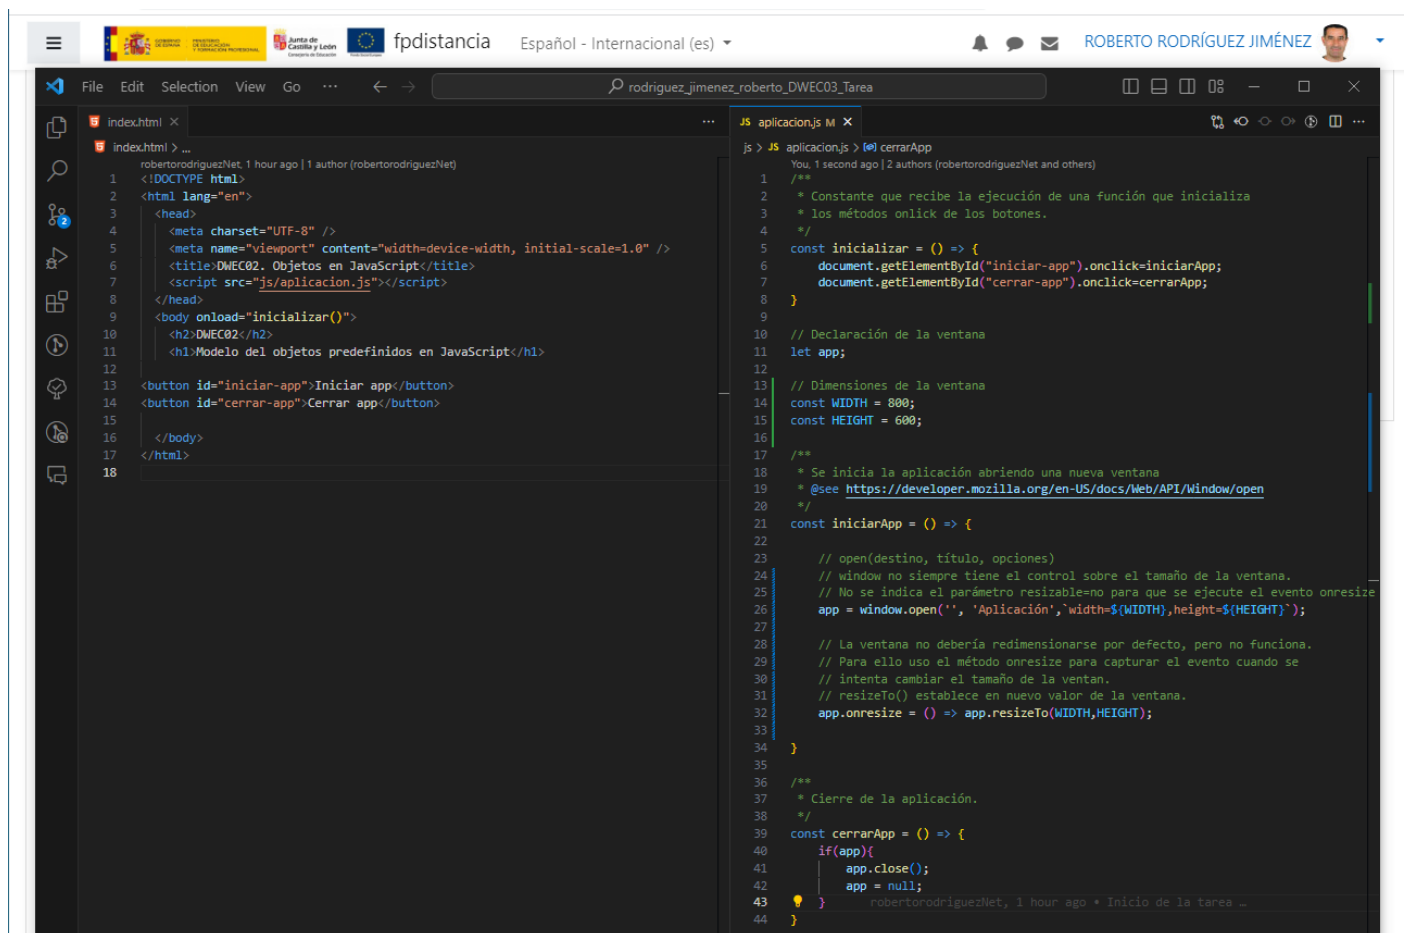 GOBIERNO DE ESPAÑA MINISTERIO DE EDUCACIÓN Y FORMACIÓN PROFESIONAL Junta de Castilla y León Consejería de Educación fpdistancia Español - Internacional (es) ROBERTO RODRÍGUEZ JIMÉNEZ
File Edit Selection View Go ··· rodriguez_jimenez_roberto_DWEC03_Tarea
index.html
index.html > ...
robertorodriguezNet, 1 hour ago | 1 author (robertorodriguezNet)
1 <!DOCTYPE html>
2 <html lang="en">
3 <head>
4 <meta charset="UTF-8" />
5 <meta name="viewport" content="width=device-width, initial-scale=1.0" />
6 <title>DWEC02. Objetos en JavaScript</title>
7 <script src="js/aplicacion.js"></script>
8 </head>
9 <body onload="inicializar()">
10 <h2>DWEC02</h2>
11 <h1>Modelo del objetos predefinidos en JavaScript</h1>
12
13 <button id="iniciar-app">Iniciar app</button>
14 <button id="cerrar-app">Cerrar app</button>
15
16 </body>
17 </html>
18
2
JS aplicacion.js M
js > JS aplicacion.js > cerrarApp
You, 1 second ago | 2 authors (robertorodriguezNet and others)
1 /**
2 * Constante que recibe la ejecución de una función que inicializa
3 * los métodos onlick de los botones.
4 */
5 const inicializar = () => {
6 document.getElementById("iniciar-app").onclick=iniciarApp;
7 document.getElementById("cerrar-app").onclick=cerrarApp;
8 }
9
10 // Declaración de la ventana
11 let app;
12
13 // Dimensiones de la ventana
14 const WIDTH = 800;
15 const HEIGHT = 600;
16
17 /**
18 * Se inicia la aplicación abriendo una nueva ventana
19 * @see https://developer.mozilla.org/en-US/docs/Web/API/Window/open
20 */
21 const iniciarApp = () => {
22
23 // open(destino, título, opciones)
24 // window no siempre tiene el control sobre el tamaño de la ventana.
25 // No se indica el parámetro resizable=no para que se ejecute el evento onresize
26 app = window.open('', 'Aplicación',`width=${WIDTH},height=${HEIGHT}`);
27
28 // La ventana no debería redimensionarse por defecto, pero no funciona.
29 // Para ello uso el método onresize para capturar el evento cuando se
30 // intenta cambiar el tamaño de la ventan.
31 // resizeTo() establece en nuevo valor de la ventana.
32 app.onresize = () => app.resizeTo(WIDTH,HEIGHT);
33
34 }
35
36 /**
37 * Cierre de la aplicación.
38 */
39 const cerrarApp = () => {
40 if(app){
41 app.close();
42 app = null;
43 } robertorodriguezNet, 1 hour ago • Inicio de la tarea …
44 }